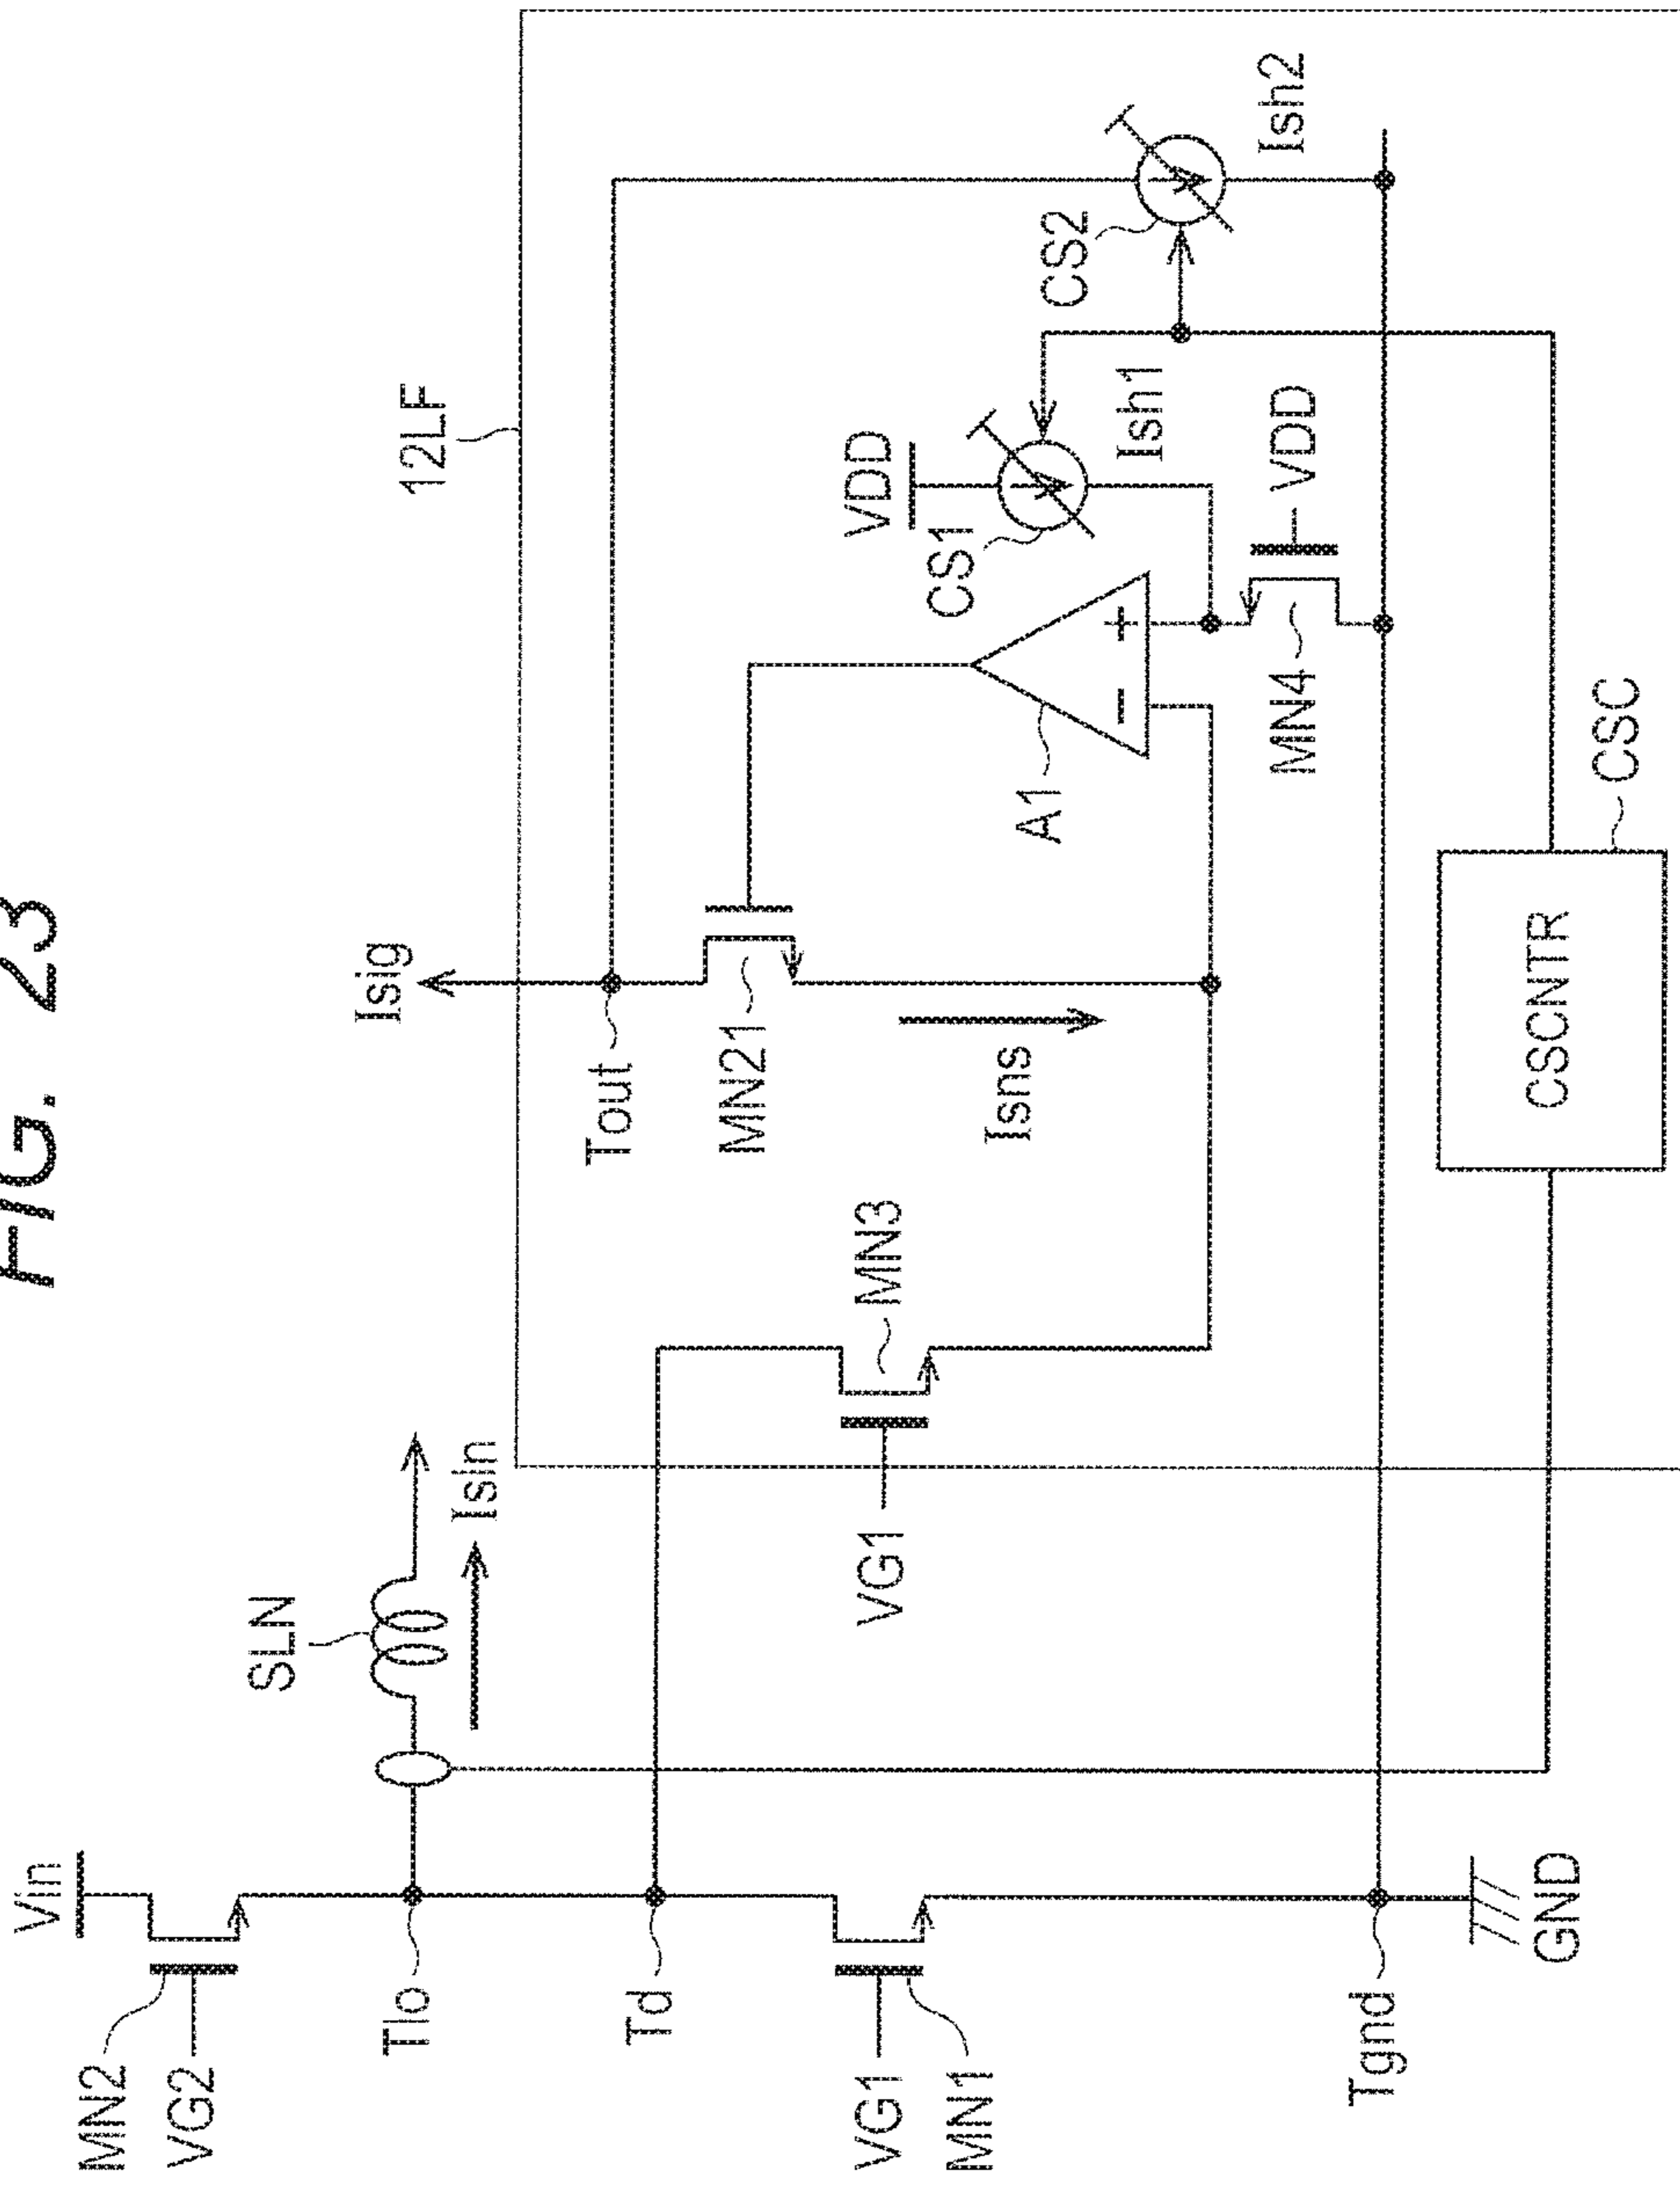 FIG. 23
12LF
Isig
Tout
MN21
Isns
A1
-
+
VDD
CS1
Ish1
CS2
Ish2
MN4
VDD
CSC
CSCNTR
MN3
VG1
SLN
Isln
Vin
MN2
VG2
Tlo
Td
VG1
MN1
Tgnd
GND